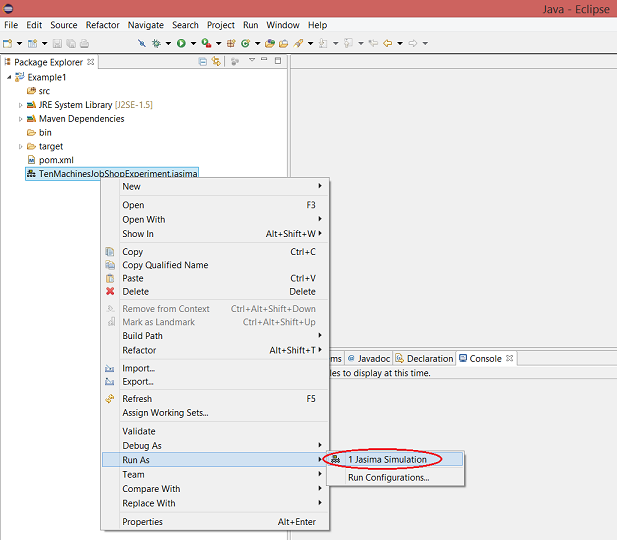 Java - Eclipse
File Edit Source Refactor Navigate Search Project Run Window Help
Package Explorer
Example1
src
JRE System Library [J2SE-1.5]
Maven Dependencies
bin
target
pom.xml
TenMachinesJobShopExperiment.jasima
New
Open F3
Open With
Show In Alt+Shift+W
Copy Ctrl+C
Copy Qualified Name
Paste Ctrl+V
Delete Delete
Remove from Context Ctrl+Alt+Shift+Down
Mark as Landmark Ctrl+Alt+Shift+Up
Build Path
Refactor Alt+Shift+T
Import...
Export...
Refresh F5
Assign Working Sets...
Validate
Debug As
Run As
Team
Compare With
Replace With
Properties Alt+Enter
1 Jasima Simulation
Run Configurations...
ms @ Javadoc Declaration Console
les to display at this time.